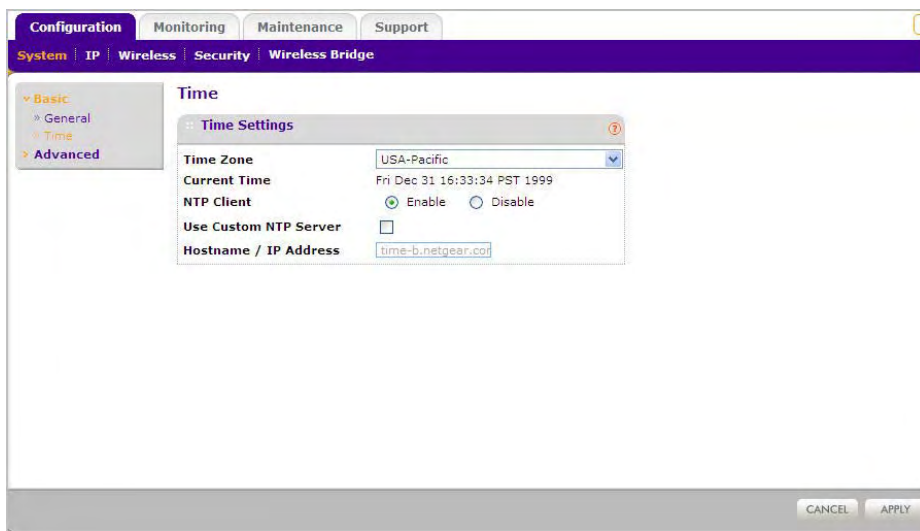 Configuration Monitoring Maintenance Support
System IP Wireless Security Wireless Bridge
Basic
» General
» Time
> Advanced
Time
:: Time Settings ?
Time Zone USA-Pacific
Current Time Fri Dec 31 16:33:34 PST 1999
NTP Client Enable Disable
Use Custom NTP Server
Hostname / IP Address time-b.netgear.cor
CANCEL APPLY